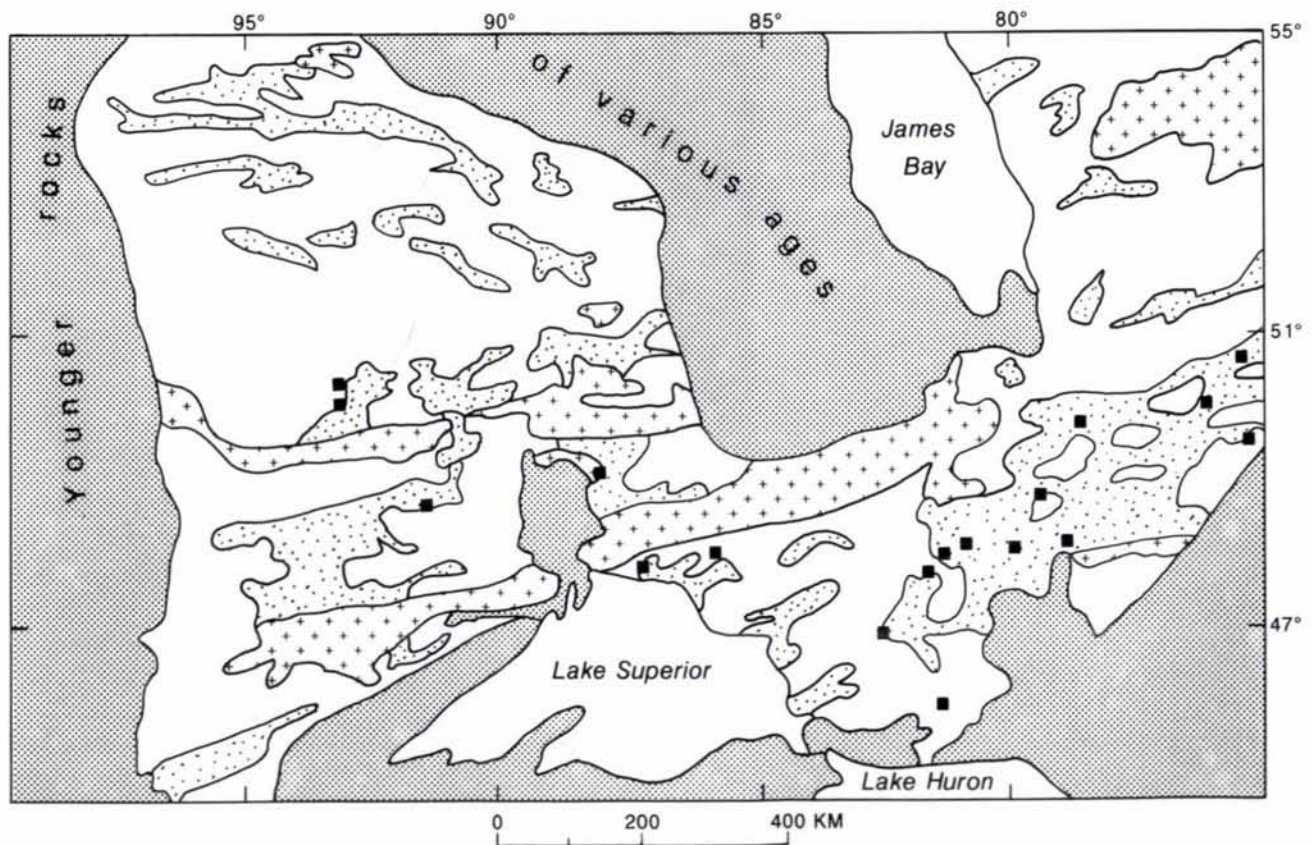 95° 90° 85° 80°
55°
51°
47°
Younger rocks
of various ages
James
Bay
Lake Superior
Lake Huron
0 200 400 KM